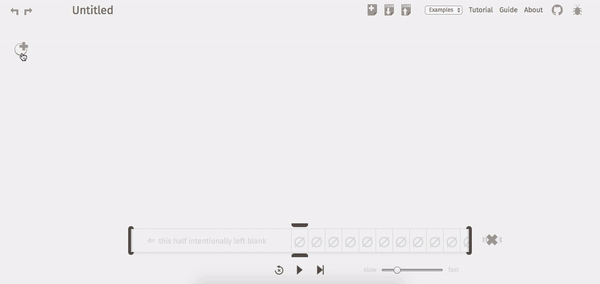 Untitled
Examples
Tutorial
Guide
About
⇐ this half intentionally left blank
slow
fast